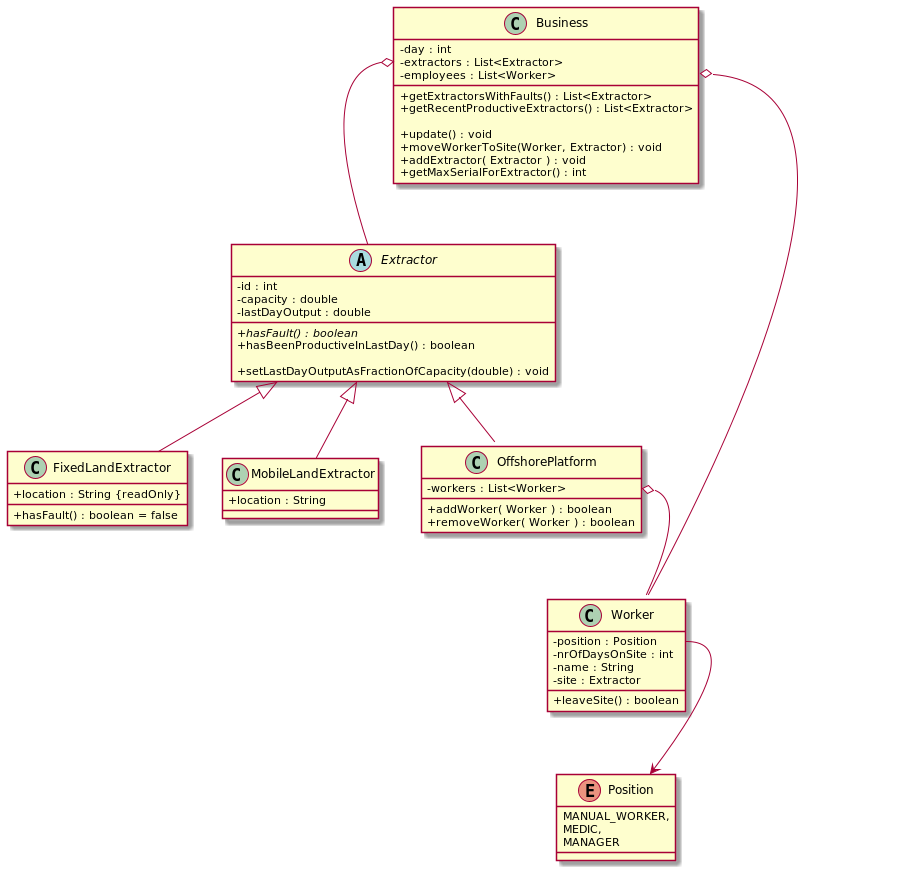 C Business
-day : int
-extractors : List<Extractor>
-employees : List<Worker>
+getExtractorsWithFaults() : List<Extractor>
+getRecentProductiveExtractors() : List<Extractor>
+update() : void
+moveWorkerToSite(Worker, Extractor) : void
+addExtractor( Extractor ) : void
+getMaxSerialForExtractor() : int
A Extractor
-id : int
-capacity : double
-lastDayOutput : double
+hasFault() : boolean
+hasBeenProductiveInLastDay() : boolean
+setLastDayOutputAsFractionOfCapacity(double) : void
C FixedLandExtractor
+location : String {readOnly}
+hasFault() : boolean = false
C MobileLandExtractor
+location : String
C OffshorePlatform
-workers : List<Worker>
+addWorker( Worker ) : boolean
+removeWorker( Worker ) : boolean
C Worker
-position : Position
-nrOfDaysOnSite : int
-name : String
-site : Extractor
+leaveSite() : boolean
E Position
MANUAL_WORKER,
MEDIC,
MANAGER